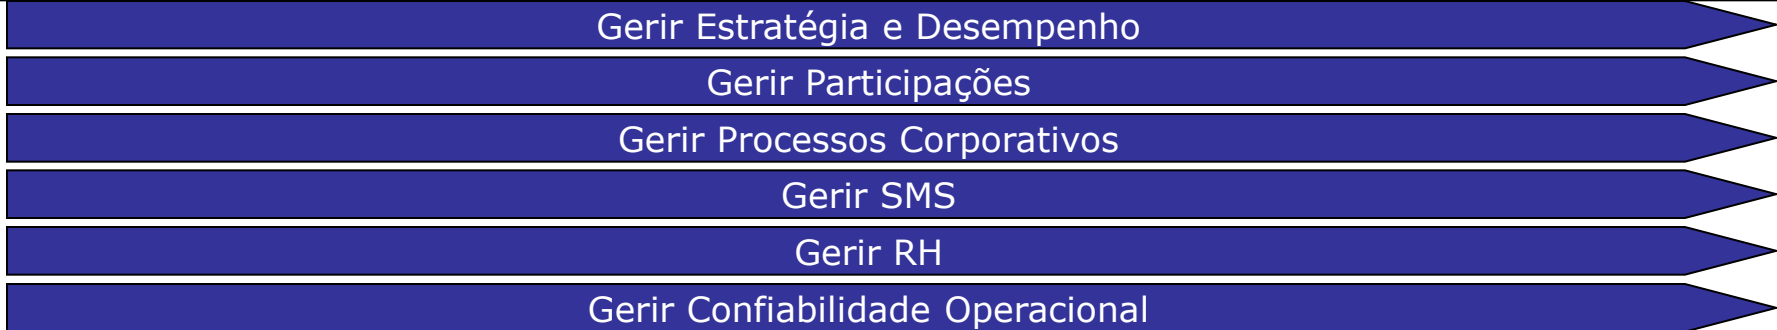 Gerir Estratégia e Desempenho
Gerir Participações
Gerir Processos Corporativos
Gerir SMS
Gerir RH
Gerir Confiabilidade Operacional